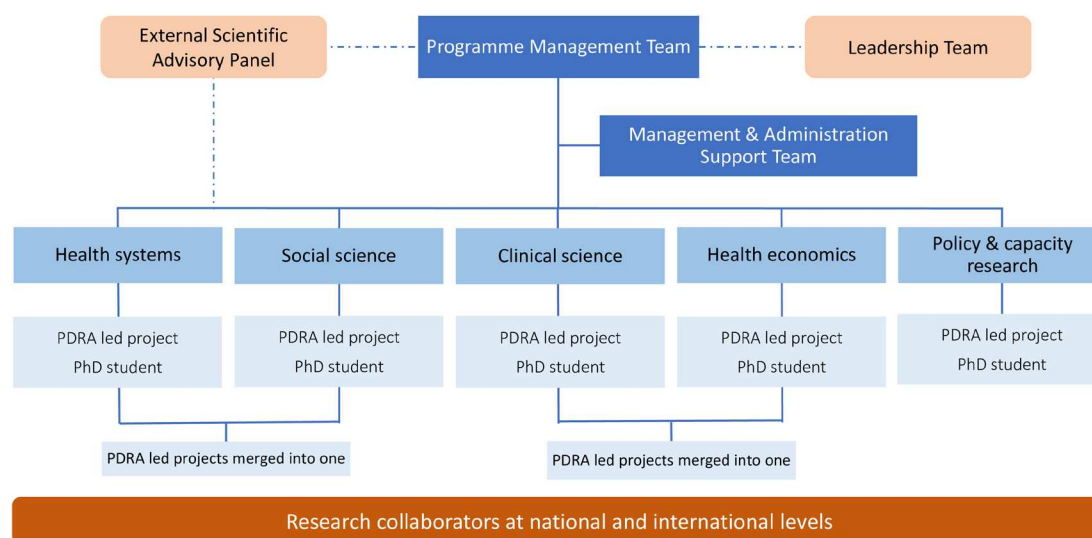 External Scientific
Advisory Panel
Programme Management Team
Leadership Team
Management & Administration
Support Team
Health systems
Social science
Clinical science
Health economics
Policy & capacity
research
PDRA led project
PhD student
PDRA led project
PhD student
PDRA led project
PhD student
PDRA led project
PhD student
PDRA led project
PhD student
PDRA led projects merged into one
PDRA led projects merged into one
Research collaborators at national and international levels